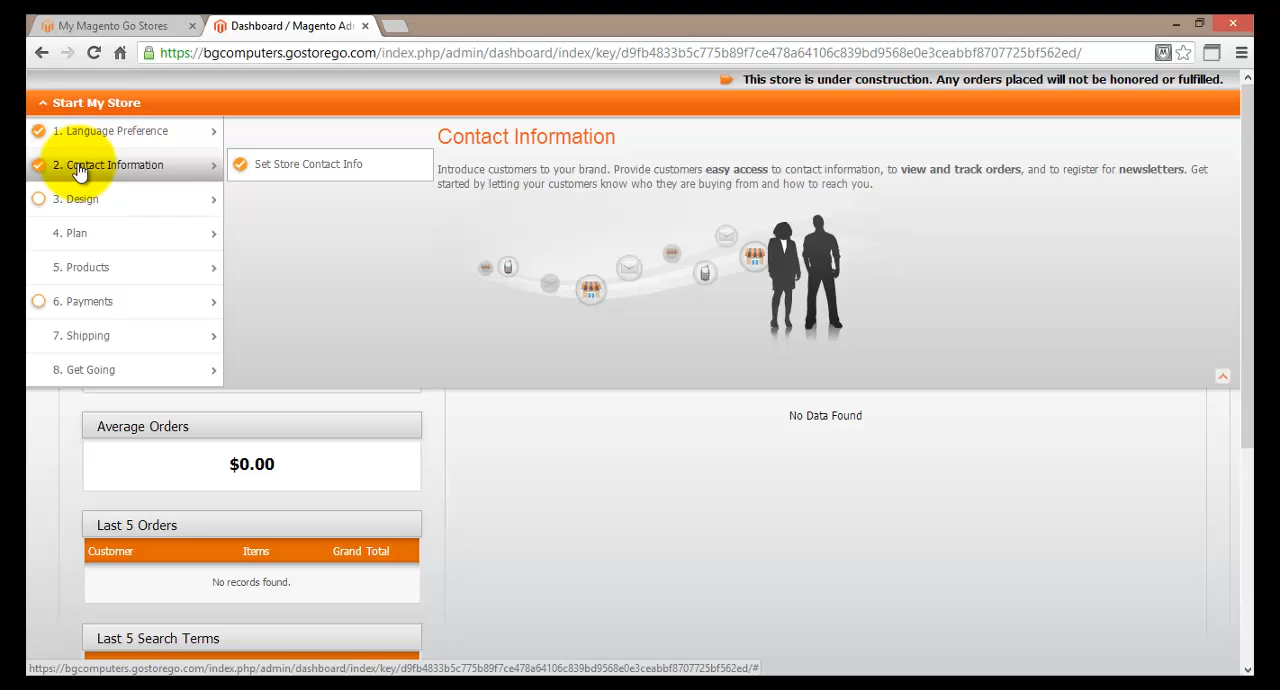 My Magento Go Stores
Dashboard / Magento Ad
https://bgcomputers.gostorego.com/index.php/admin/dashboard/index/key/d9fb4833b5c775b89f7ce478a64106c839bd9568e0e3ceabbf8707725bf562ed/
This store is under construction. Any orders placed will not be honored or fulfilled.
Start My Store
1. Language Preference
2. Contact Information
3. Design
4. Plan
5. Products
6. Payments
7. Shipping
8. Get Going
Set Store Contact Info
Contact Information
Introduce customers to your brand. Provide customers easy access to contact information, to view and track orders, and to register for newsletters. Get
started by letting your customers know who they are buying from and how to reach you.
Average Orders
$0.00
No Data Found
Last 5 Orders
Customer Items Grand Total
No records found.
Last 5 Search Terms
https://bgcomputers.gostorego.com/index.php/admin/dashboard/index/key/d9fb4833b5c775b89f7ce478a64106c839bd9568e0e3ceabbf8707725bf562ed/#